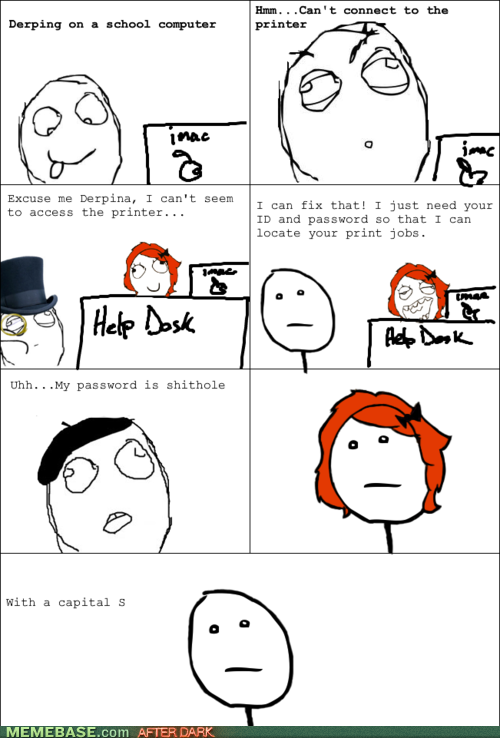 Derping on a school computer
imac
Hmm...Can't connect to the
printer
imac
Excuse me Derpina, I can't seem
to access the printer...
imac
Help Desk
I can fix that! I just need your
ID and password so that I can
locate your print jobs.
imac
Help Desk
Uhh...My password is shithole
With a capital S
MEMEBASE.com AFTER DARK